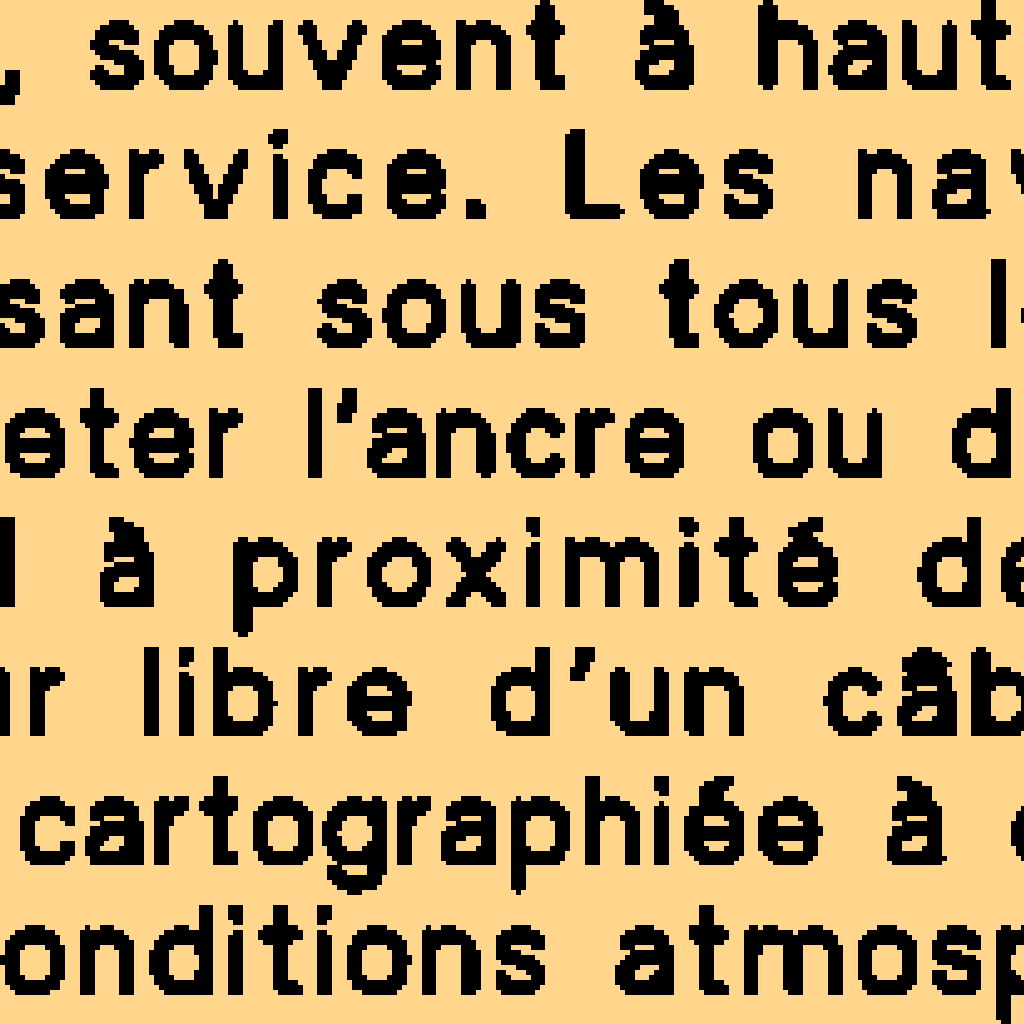 , souvent à haut
service. Les nav
sant sous tous l
eter l’ancre ou d
à proximité de
ur libre d’un câb
cartographiée à
onditions atmosp